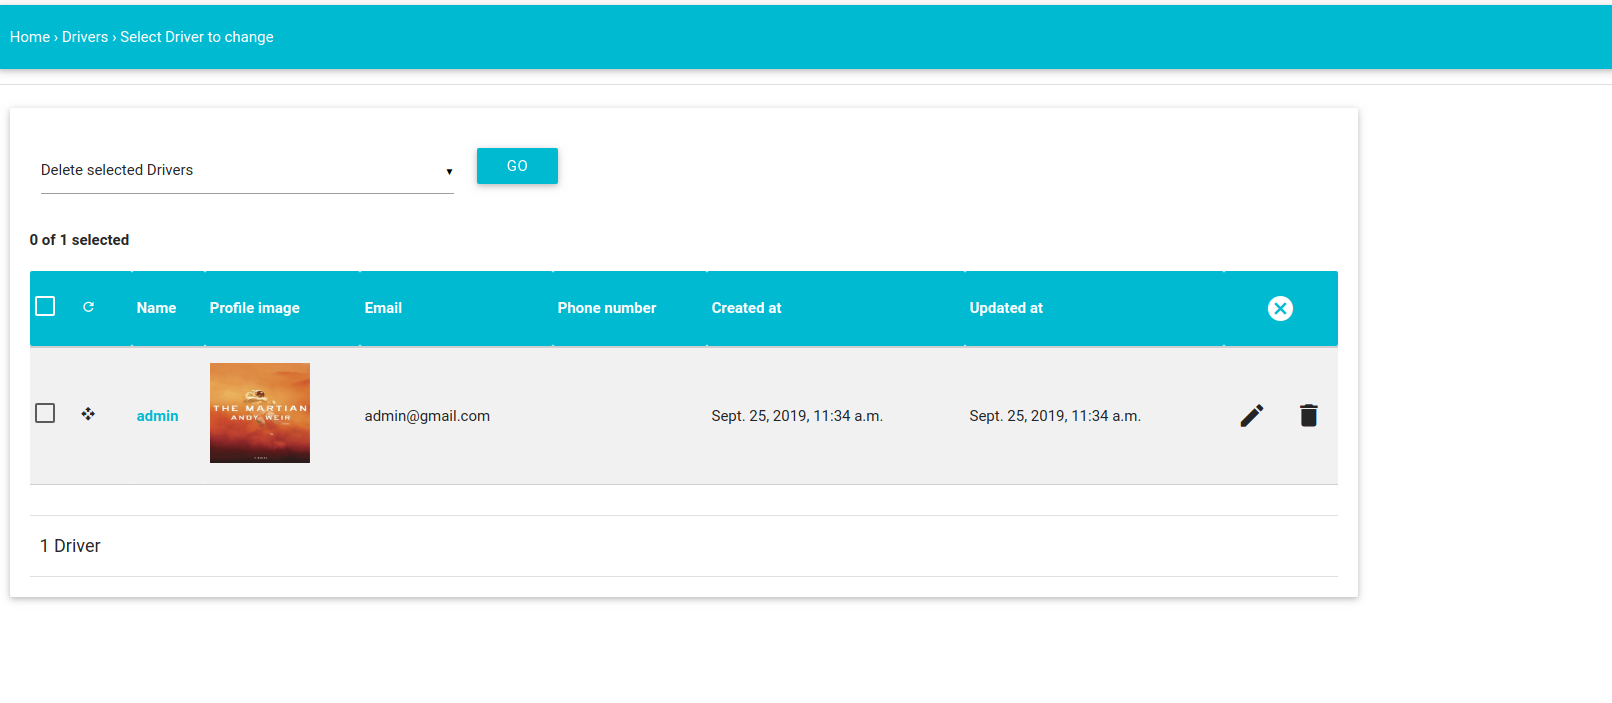 Home › Drivers › Select Driver to change
Delete selected Drivers
GO
0 of 1 selected
Name Profile image Email Phone number Created at Updated at
THE MARTIAN
ANDY WEIR
admin admin@gmail.com Sept. 25, 2019, 11:34 a.m. Sept. 25, 2019, 11:34 a.m.
1 Driver